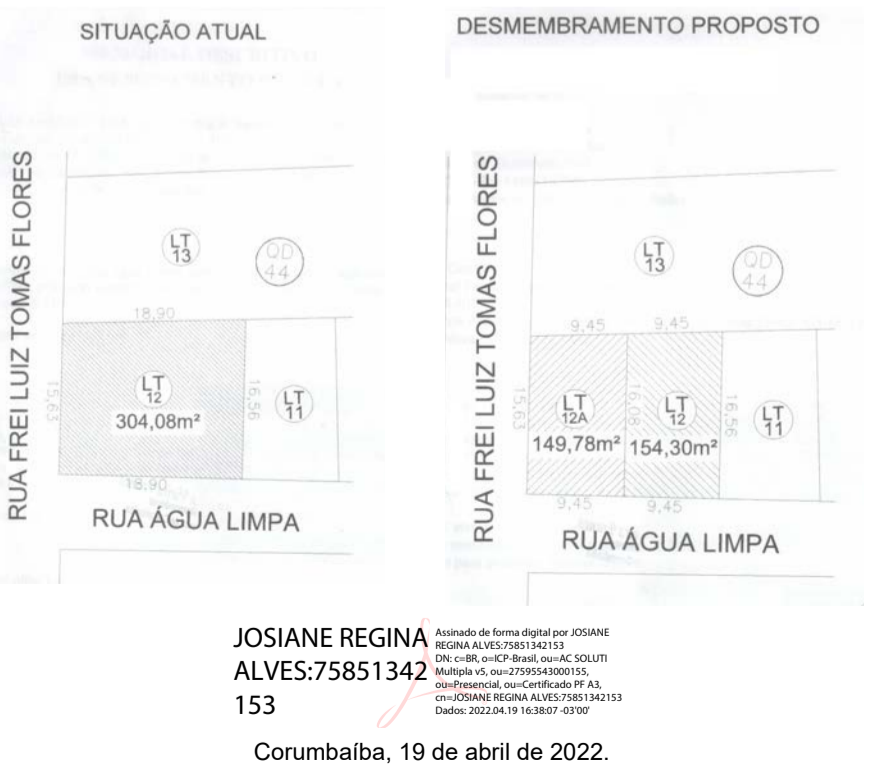 SITUAÇÃO ATUAL
RUA FREI LUIZ TOMAS FLORES
LT
13
QD
44
18,90
15,63
LT
12
304,08m²
16,56
LT
11
18,90
RUA ÁGUA LIMPA
DESMEMBRAMENTO PROPOSTO
RUA FREI LUIZ TOMAS FLORES
LT
13
QD
44
9,45 9,45
15,63
LT
12A
149,78m²
16,08
LT
12
154,30m²
16,56
LT
11
9,45 9,45
RUA ÁGUA LIMPA
JOSIANE REGINA
ALVES:75851342
153
Assinado de forma digital por JOSIANE
REGINA ALVES:75851342153
DN: c=BR, o=ICP-Brasil, ou=AC SOLUTI
Multipla v5, ou=27595543000155,
ou=Presencial, ou=Certificado PF A3,
cn=JOSIANE REGINA ALVES:75851342153
Dados: 2022.04.19 16:38:07 -03'00'
Corumbaíba, 19 de abril de 2022.